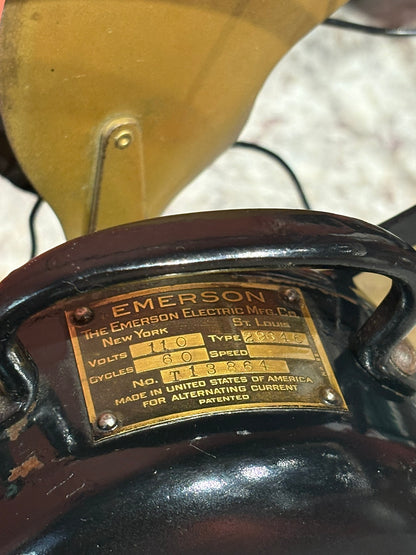 EMERSON
THE EMERSON ELECTRIC MFG. CO.
NEW YORK ST. LOUIS
VOLTS 110 TYPE 29646
CYCLES 60 SPEED
No. T13864
MADE IN UNITED STATES OF AMERICA
FOR ALTERNATING CURRENT
PATENTED